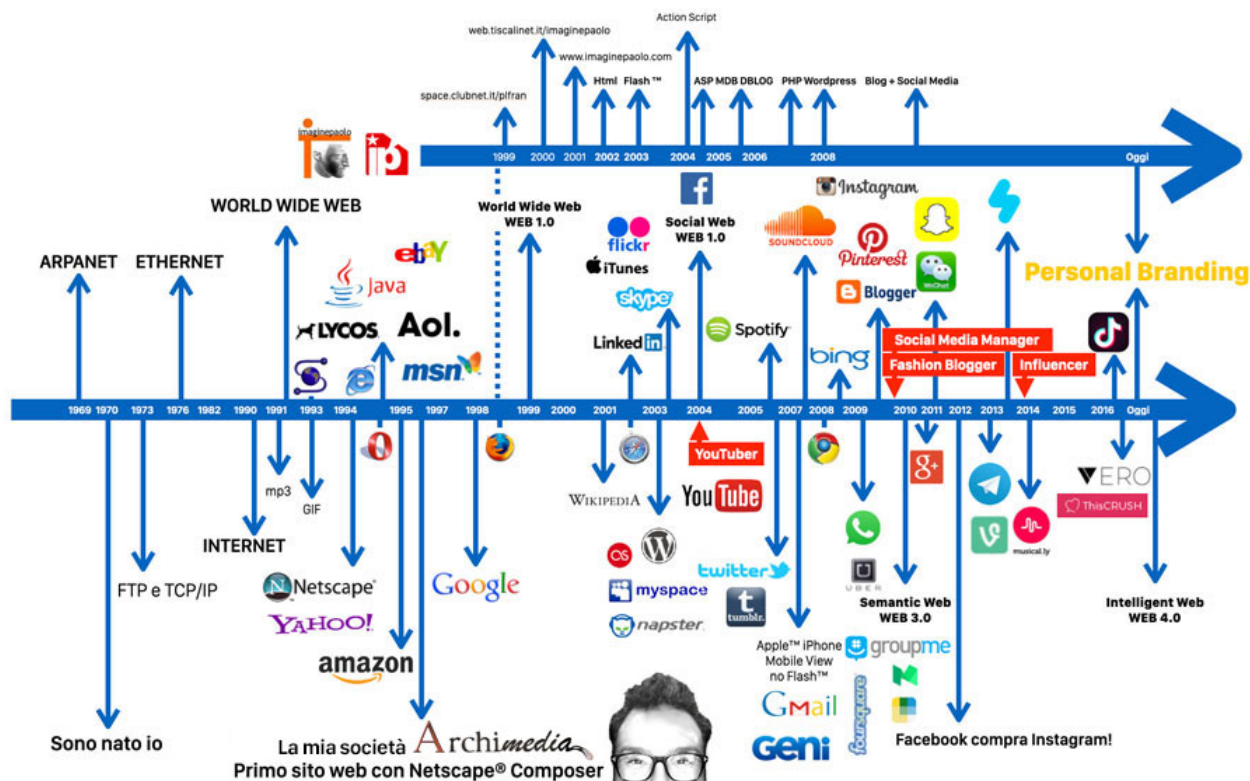 Action Script
web.tiscalinet.it/imaginepaolo
www.imaginepaolo.com
Html Flash ™ ASP MDB DBLOG PHP Wordpress Blog + Social Media
space.clubnet.it/plfran
imaginepaolo
ip
1999 2000 2001 2002 2003 2004 2005 2006 2008 Oggi
Instagram
WORLD WIDE WEB
World Wide Web
WEB 1.0
flickr
Social Web
WEB 1.0
SOUNDCLOUD
Pinterest
WeChat
ARPANET
ETHERNET
ebay
Java
iTunes
skype
Blogger
Personal Branding
LYCOS
Aol.
msn
Linked in
Spotify
bing
Social Media Manager
Fashion Blogger
Influencer
1969 1970 1973 1976 1982 1990 1991 1993 1994 1995 1997 1998 1999 2000 2001 2003 2004 2005 2007 2008 2009 2010 2011 2012 2013 2014 2015 2016 Oggi
YouTuber
g+
mp3
GIF
WIKIPEDIA
You Tube
VERO
ThisCRUSH
INTERNET
musical.ly
FTP e TCP/IP
N Netscape®
Google
twitter
UBER
YAHOO!
myspace
t
tumblr.
Semantic Web
WEB 3.0
Intelligent Web
WEB 4.0
napster
amazon
Apple™ iPhone
Mobile View
no Flash™
groupme
Gmail
foursquare
Geni
Sono nato io
La mia società Archimedia
Primo sito web con Netscape® Composer
Facebook compra Instagram!